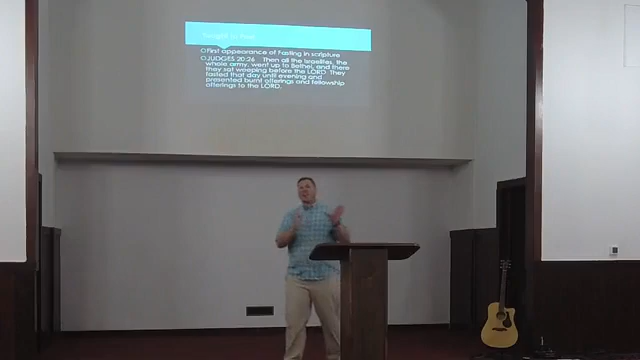 First appearance of Fasting in scripture
JUDGES 20:26 Then all the Israelites, the
whole army, went up to Bethel, and there
they sat weeping before the LORD. They
fasted that day until evening and
presented burnt offerings and fellowship
offerings to the LORD.